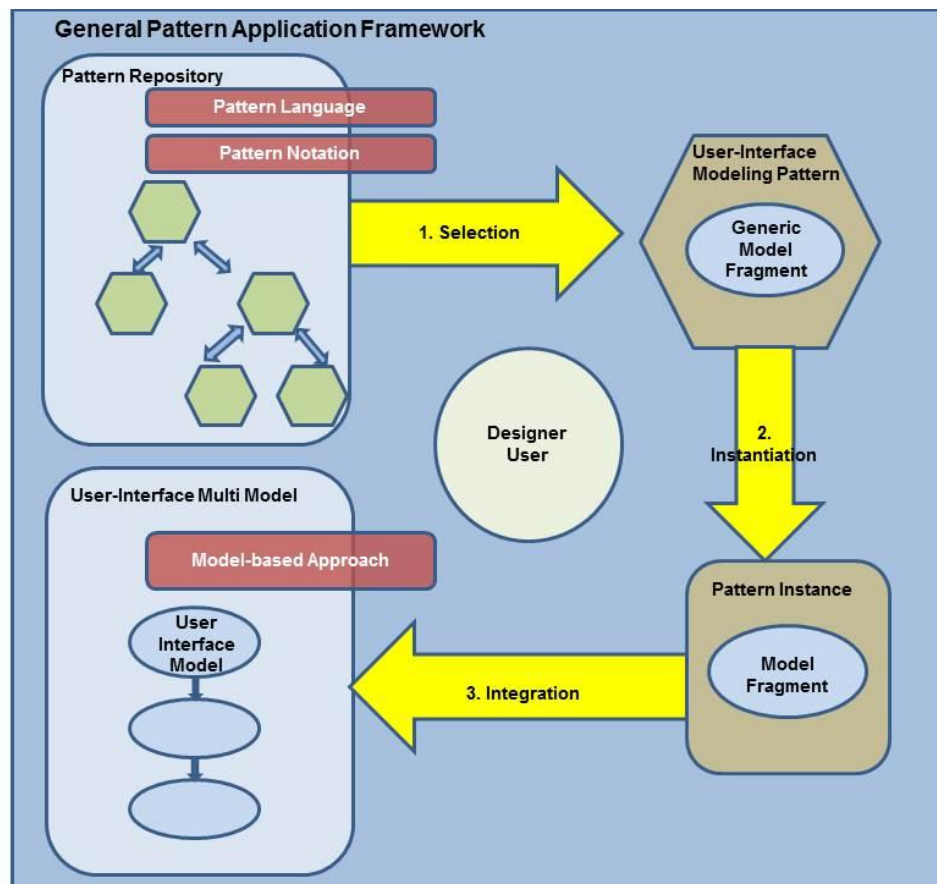 General Pattern Application Framework
Pattern Repository
Pattern Language
Pattern Notation
1. Selection
User-Interface
Modeling Pattern
Generic
Model
Fragment
Designer
User
2.
Instantiation
User-Interface Multi Model
Model-based Approach
User
Interface
Model
3. Integration
Pattern Instance
Model
Fragment